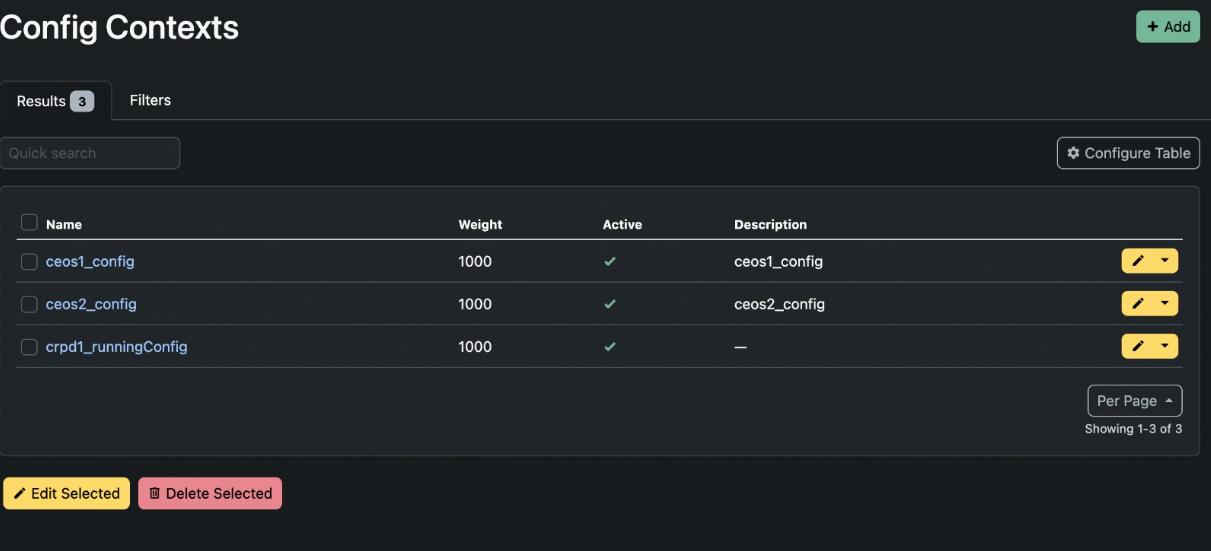 Config Contexts
+ Add
Results 3 Filters
Quick search
Configure Table
Name Weight Active Description
ceos1_config 1000 ceos1_config
ceos2_config 1000 ceos2_config
crpd1_runningConfig 1000 —
Per Page
Showing 1-3 of 3
Edit Selected Delete Selected